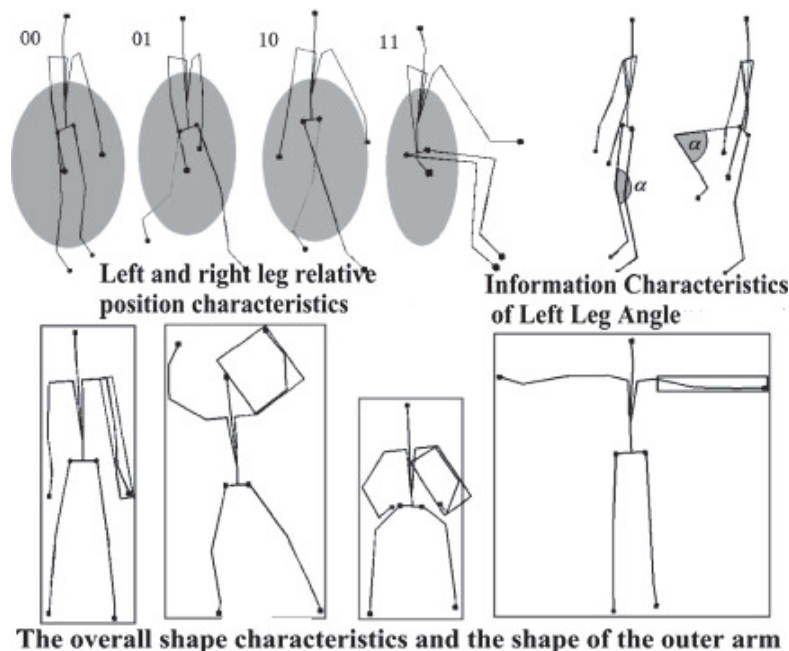 00 01 10 11
α α
Left and right leg relative
position characteristics
Information Characteristics
of Left Leg Angle
The overall shape characteristics and the shape of the outer arm